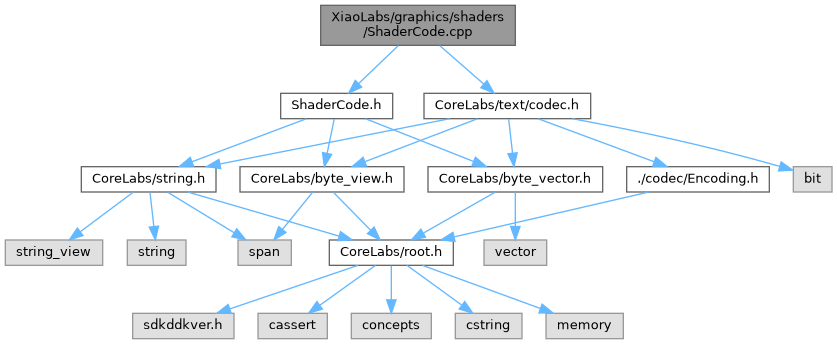 XiaoLabs/graphics/shaders
/ShaderCode.cpp
ShaderCode.h
CoreLabs/text/codec.h
CoreLabs/string.h
CoreLabs/byte_view.h
CoreLabs/byte_vector.h
./codec/Encoding.h
bit
string_view
string
span
CoreLabs/root.h
vector
sdkddkver.h
cassert
concepts
cstring
memory